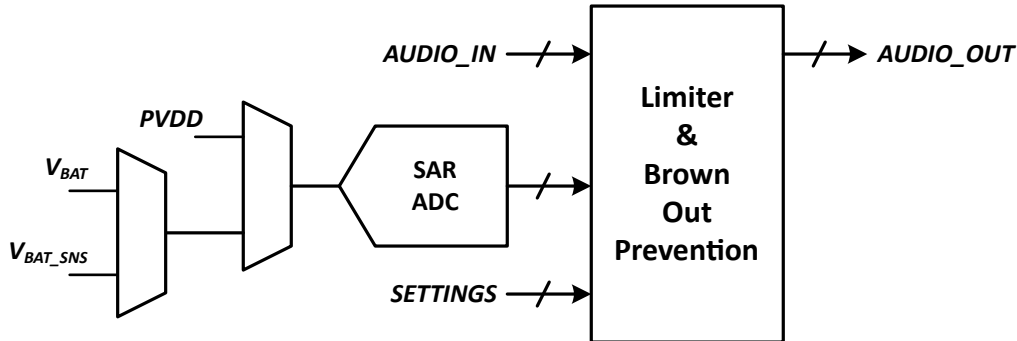 AUDIO_IN
AUDIO_OUT
PVDD
V_BAT
V_BAT_SNS
SAR
ADC
Limiter
&
Brown
Out
Prevention
SETTINGS